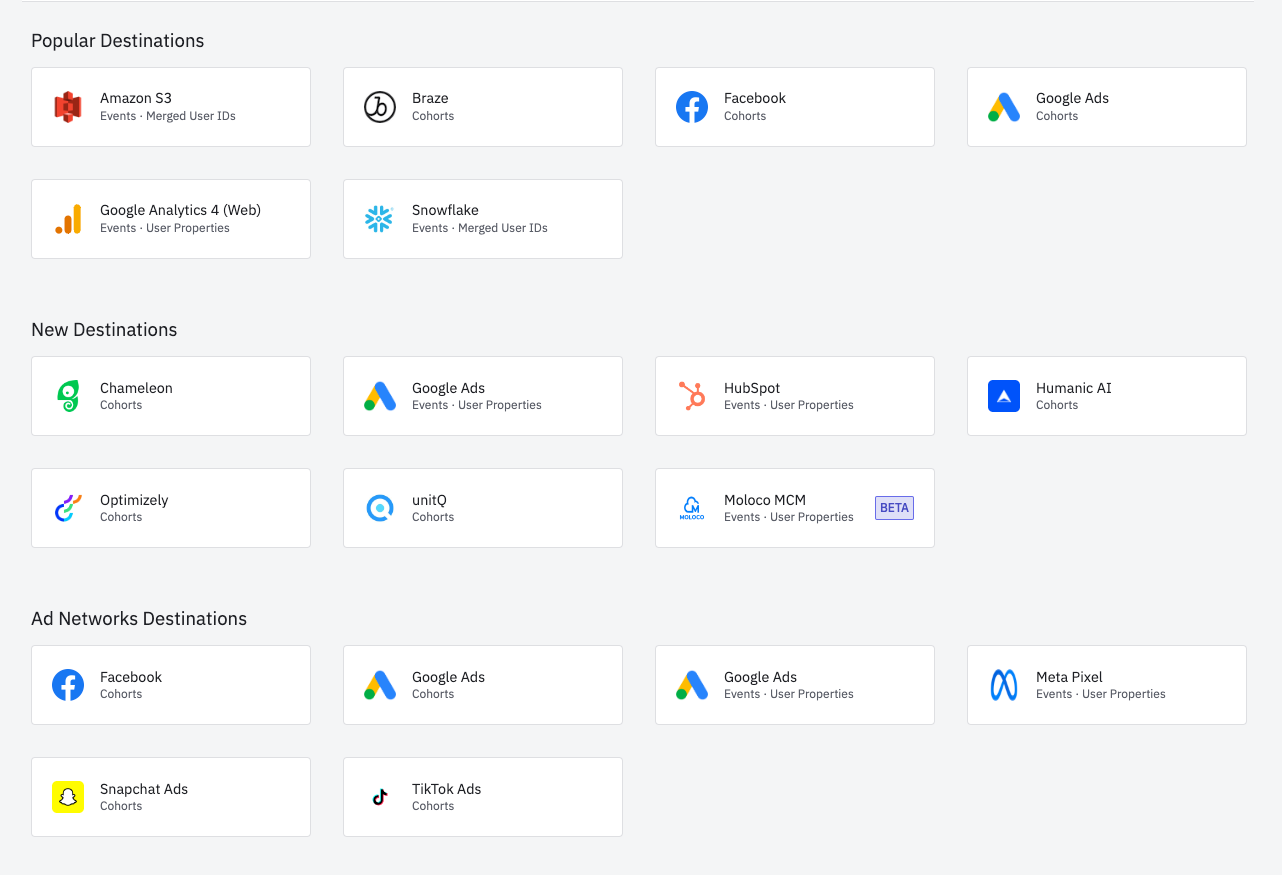 Popular Destinations
Amazon S3
Events · Merged User IDs
Braze
Cohorts
Facebook
Cohorts
Google Ads
Cohorts
Google Analytics 4 (Web)
Events · User Properties
Snowflake
Events · Merged User IDs
New Destinations
Chameleon
Cohorts
Google Ads
Events · User Properties
HubSpot
Events · User Properties
Humanic AI
Cohorts
Optimizely
Cohorts
unitQ
Cohorts
MOLOCO
Moloco MCM
Events · User Properties
BETA
Ad Networks Destinations
Facebook
Cohorts
Google Ads
Cohorts
Google Ads
Events · User Properties
Meta Pixel
Events · User Properties
Snapchat Ads
Cohorts
TikTok Ads
Cohorts